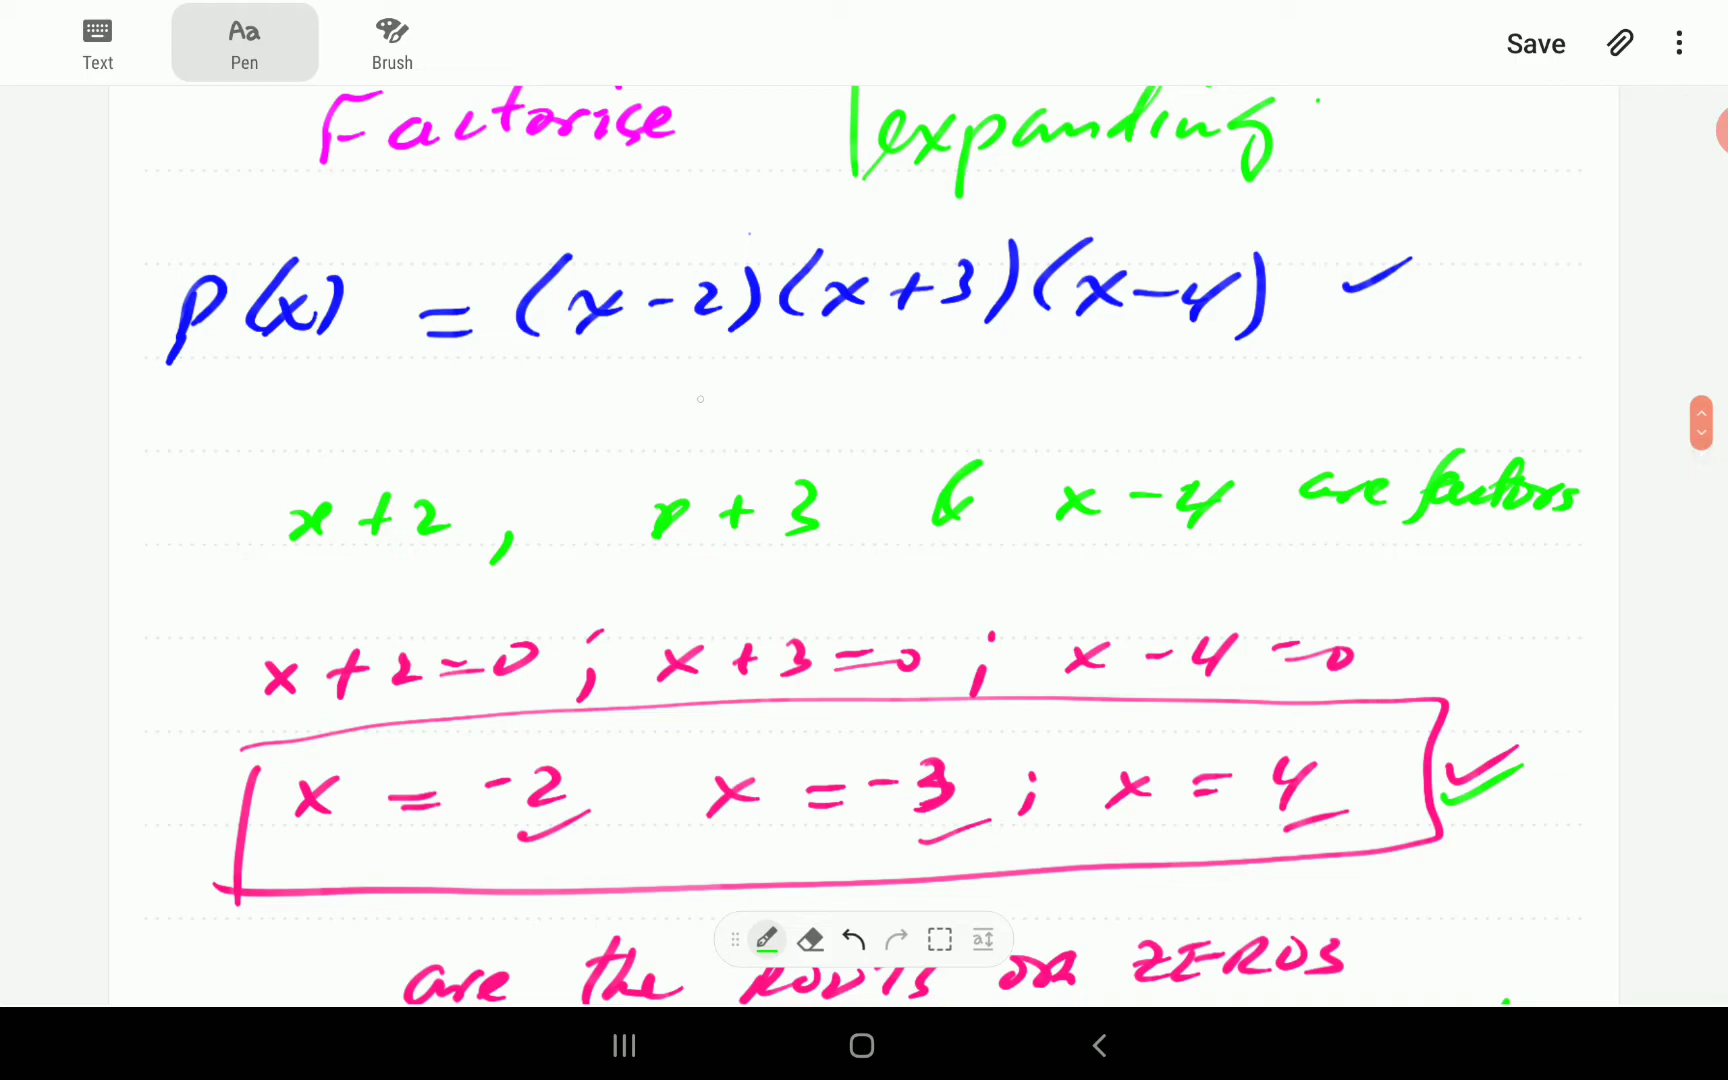 Text Pen Brush Save
Factorise expanding
P(x) = (x-2)(x+3)(x-4) ✓
x+2, x+3 & x-4 are factors
x+2=0 ; x+3=0 ; x-4=0
x = -2 x = -3 ; x = 4
are the roots or ZEROS